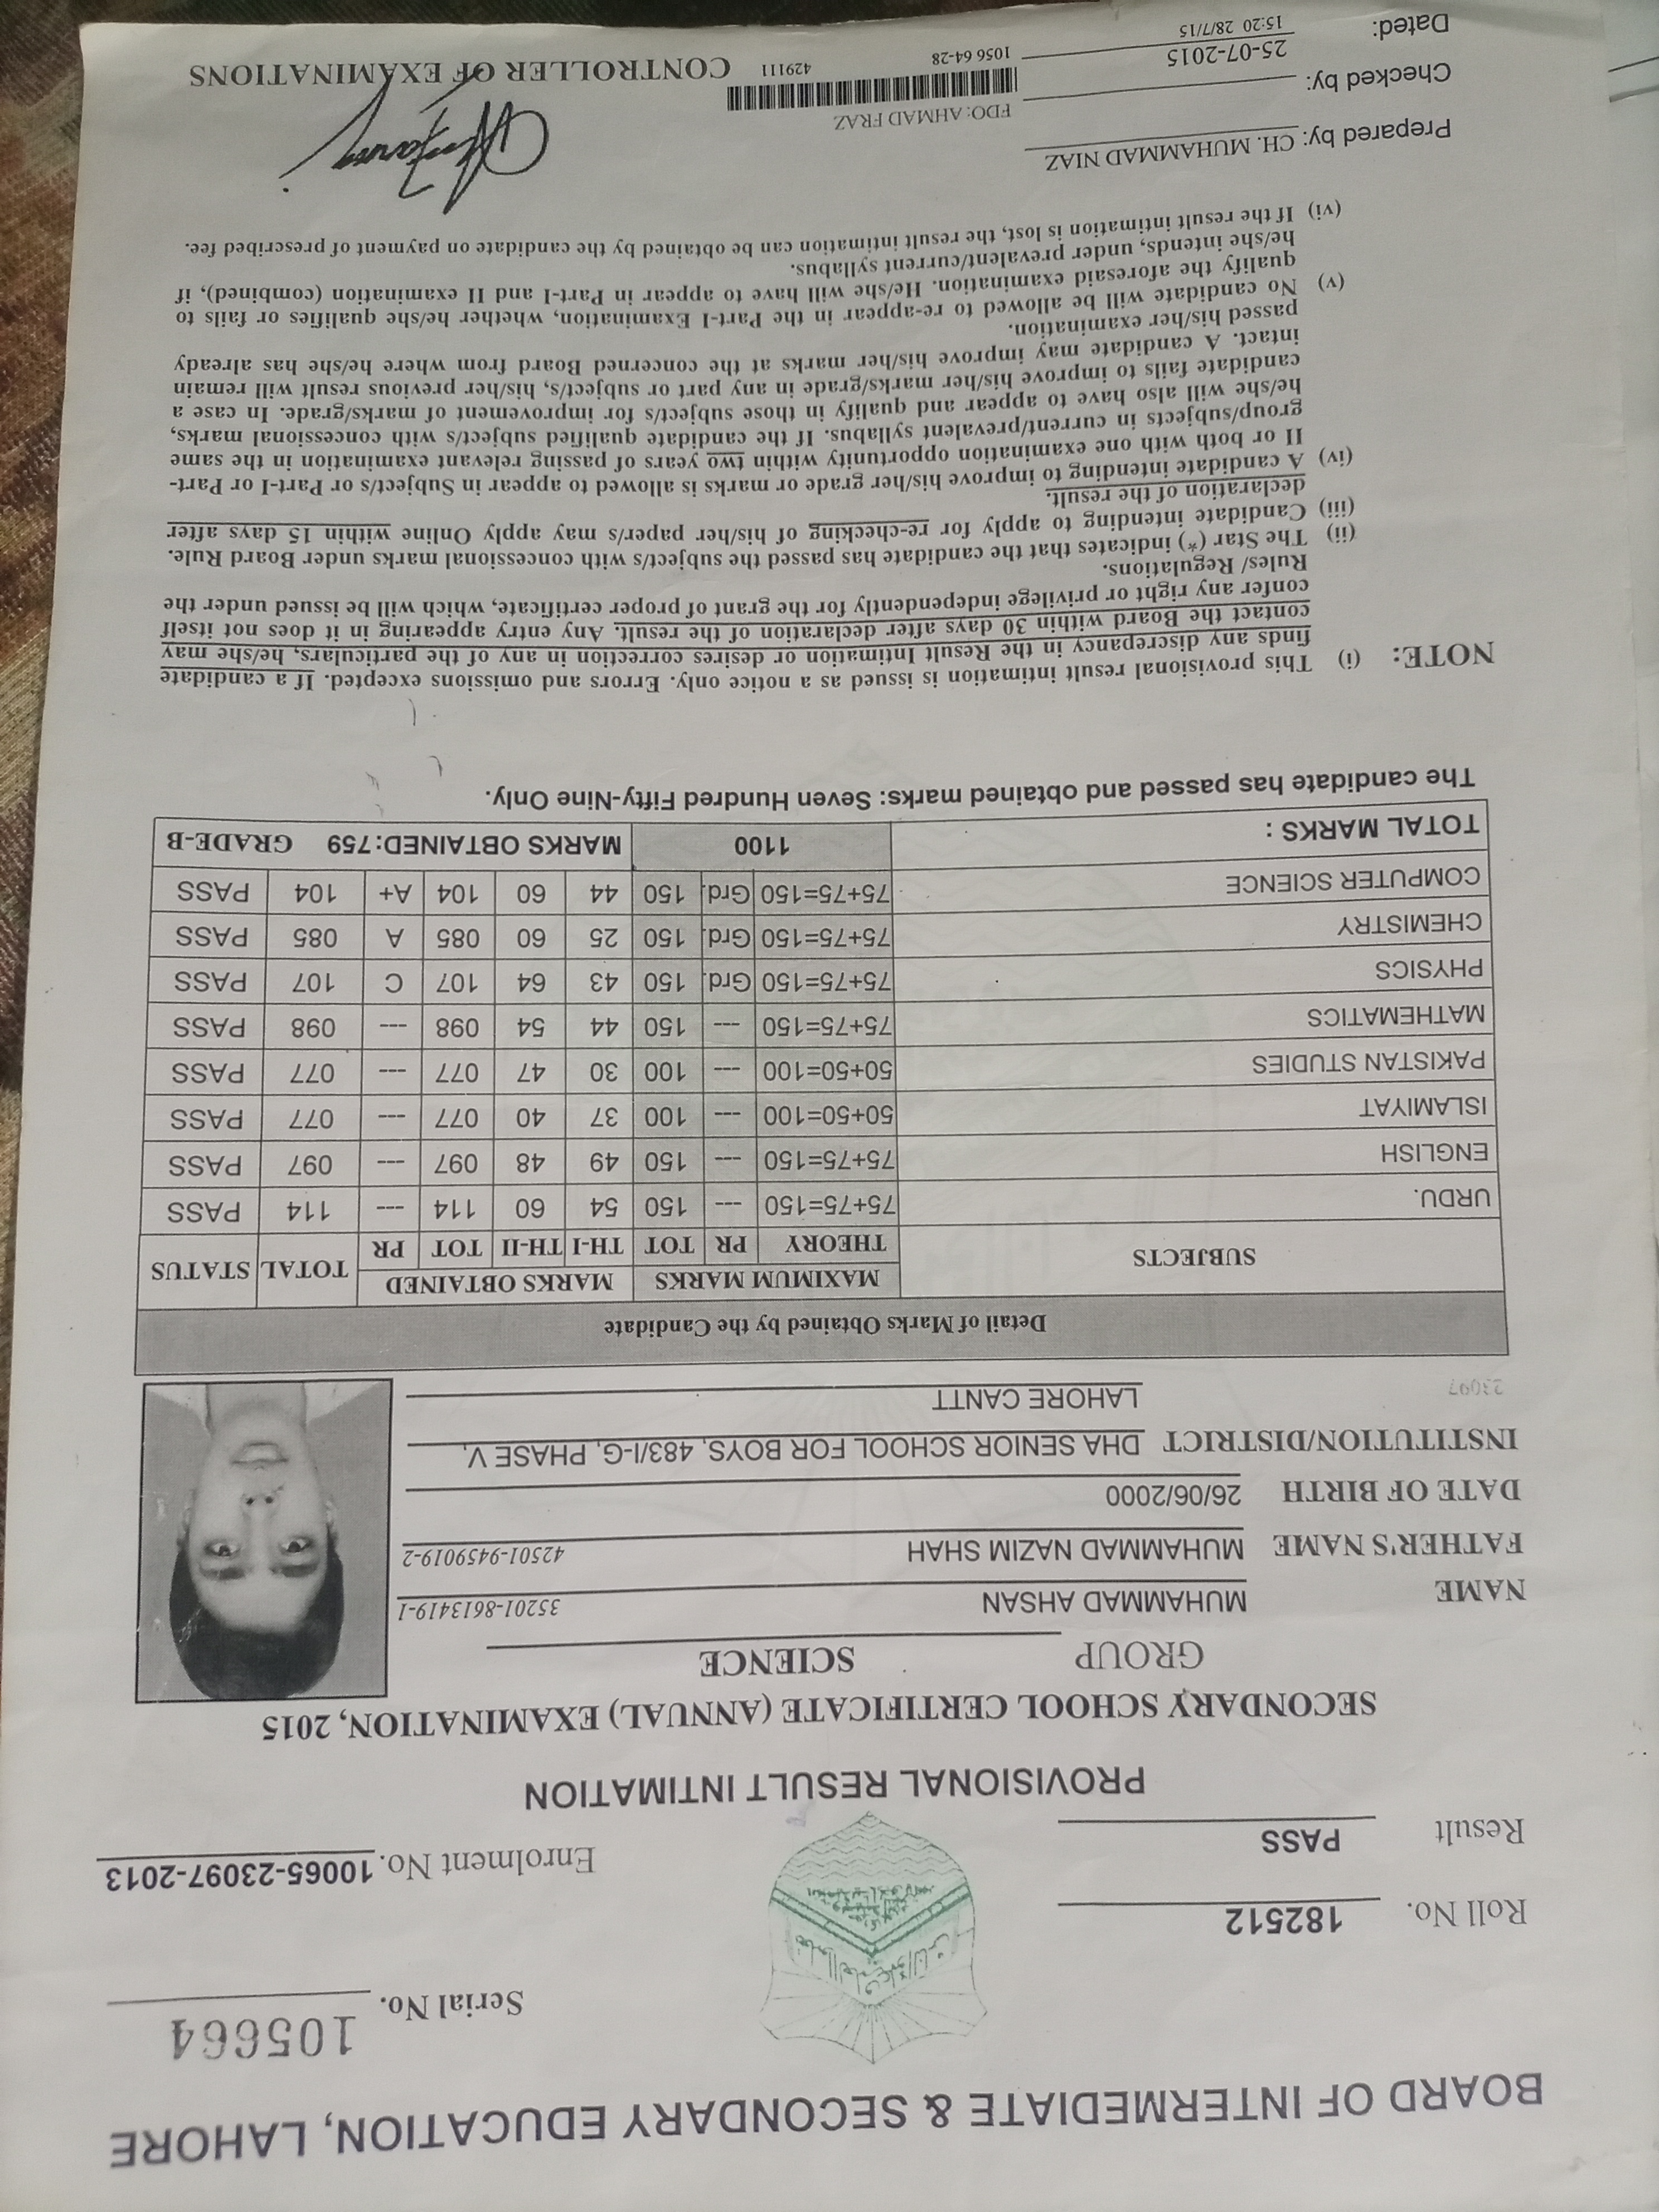 BOARD OF INTERMEDIATE & SECONDARY EDUCATION, LAHORE
Serial No. 105664
Roll No. 182512
Result PASS
Enrolment No. 10065-23097-2013
PROVISIONAL RESULT INTIMATION
SECONDARY SCHOOL CERTIFICATE (ANNUAL) EXAMINATION, 2015
GROUP SCIENCE
NAME MUHAMMAD AHSAN 35201-8613419-1
FATHER'S NAME MUHAMMAD NAZIM SHAH 42501-9459019-2
DATE OF BIRTH 26/06/2000
INSTITUTION/DISTRICT DHA SENIOR SCHOOL FOR BOYS, 483/I-G, PHASE V,
LAHORE CANTT
23097
Detail of Marks Obtained by the Candidate
SUBJECTS MAXIMUM MARKS MARKS OBTAINED TOTAL STATUS
THEORY PR TOT TH-I TH-II TOT PR
URDU. 75+75=150 --- 150 54 60 114 --- 114 PASS
ENGLISH 75+75=150 --- 150 49 48 097 --- 097 PASS
ISLAMIYAT 50+50=100 --- 100 37 40 077 --- 077 PASS
PAKISTAN STUDIES 50+50=100 --- 100 30 47 077 --- 077 PASS
MATHEMATICS 75+75=150 --- 150 44 54 098 --- 098 PASS
PHYSICS 75+75=150 Grd. 150 43 64 107 C 107 PASS
CHEMISTRY 75+75=150 Grd. 150 25 60 085 A 085 PASS
COMPUTER SCIENCE 75+75=150 Grd. 150 44 60 104 A+ 104 PASS
TOTAL MARKS : 1100 MARKS OBTAINED:759 GRADE-B
The candidate has passed and obtained marks: Seven Hundred Fifty-Nine Only.
NOTE: (i) This provisional result intimation is issued as a notice only. Errors and omissions excepted. If a candidate
finds any discrepancy in the Result Intimation or desires correction in any of the particulars, he/she may
contact the Board within 30 days after declaration of the result. Any entry appearing in it does not itself
confer any right or privilege independently for the grant of proper certificate, which will be issued under the
Rules/ Regulations.
(ii) The Star (*) indicates that the candidate has passed the subject/s with concessional marks under Board Rule.
(iii) Candidate intending to apply for re-checking of his/her paper/s may apply Online within 15 days after
declaration of the result.
(iv) A candidate intending to improve his/her grade or marks is allowed to appear in Subject/s or Part-I or Part-
II or both with one examination opportunity within two years of passing relevant examination in the same
group/subjects in current/prevalent syllabus. If the candidate qualified subject/s with concessional marks,
he/she will also have to appear and qualify in those subject/s for improvement of marks/grade. In case a
candidate fails to improve his/her marks/grade in any part or subject/s, his/her previous result will remain
intact. A candidate may improve his/her marks at the concerned Board from where he/she has already
passed his/her examination.
(v) No candidate will be allowed to re-appear in the Part-I Examination, whether he/she qualifies or fails to
qualify the aforesaid examination. He/she will have to appear in Part-I and II examination (combined), if
he/she intends, under prevalent/current syllabus.
(vi) If the result intimation is lost, the result intimation can be obtained by the candidate on payment of prescribed fee.
Prepared by: CH. MUHAMMAD NIAZ
FDO: AHMAD FRAZ
Checked by:
1056 64-28 429111
CONTROLLER OF EXAMINATIONS
Dated: 25-07-2015
15:20 28/7/15